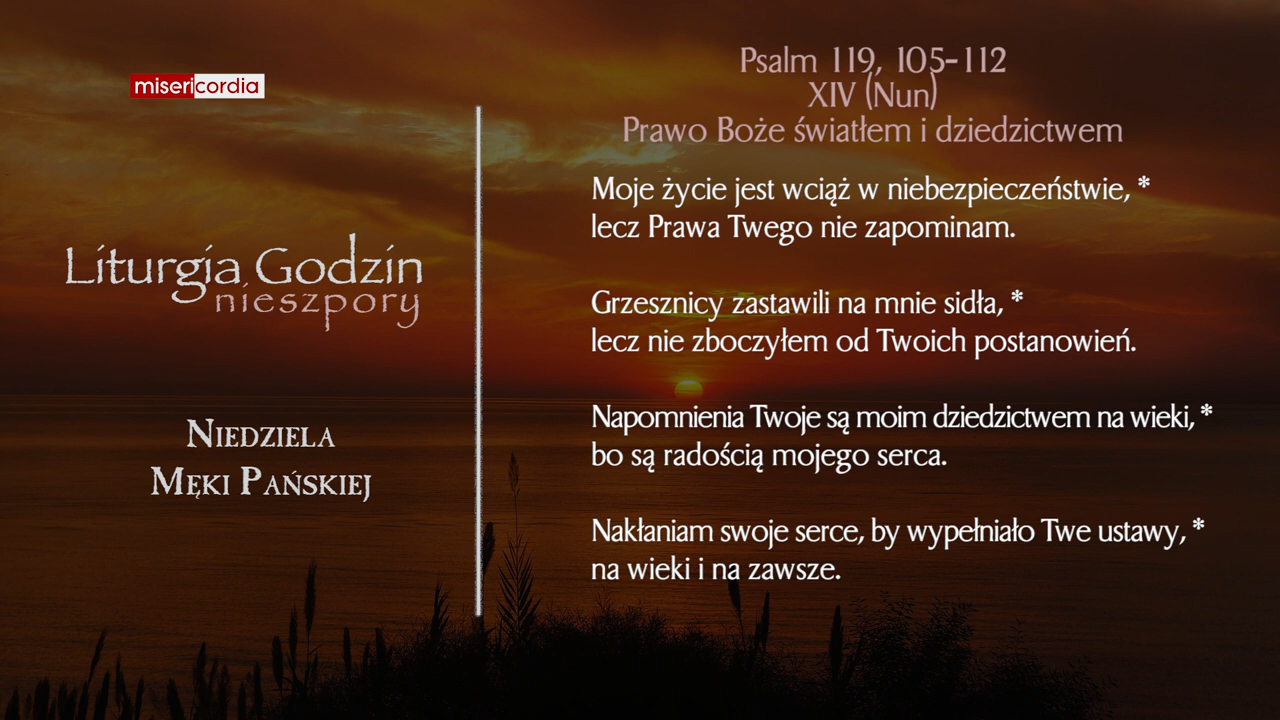 misericordia
Liturgia Godzin
nieszpory
Niedziela
Męki Pańskiej
Psalm 119, 105-112
XIV (Nun)
Prawo Boże światłem i dziedzictwem
Moje życie jest wciąż w niebezpieczeństwie, *
lecz Prawa Twego nie zapominam.
Grzesznicy zastawili na mnie sidła, *
lecz nie zboczyłem od Twoich postanowień.
Napomnienia Twoje są moim dziedzictwem na wieki, *
bo są radością mojego serca.
Nakłaniam swoje serce, by wypełniało Twe ustawy, *
na wieki i na zawsze.